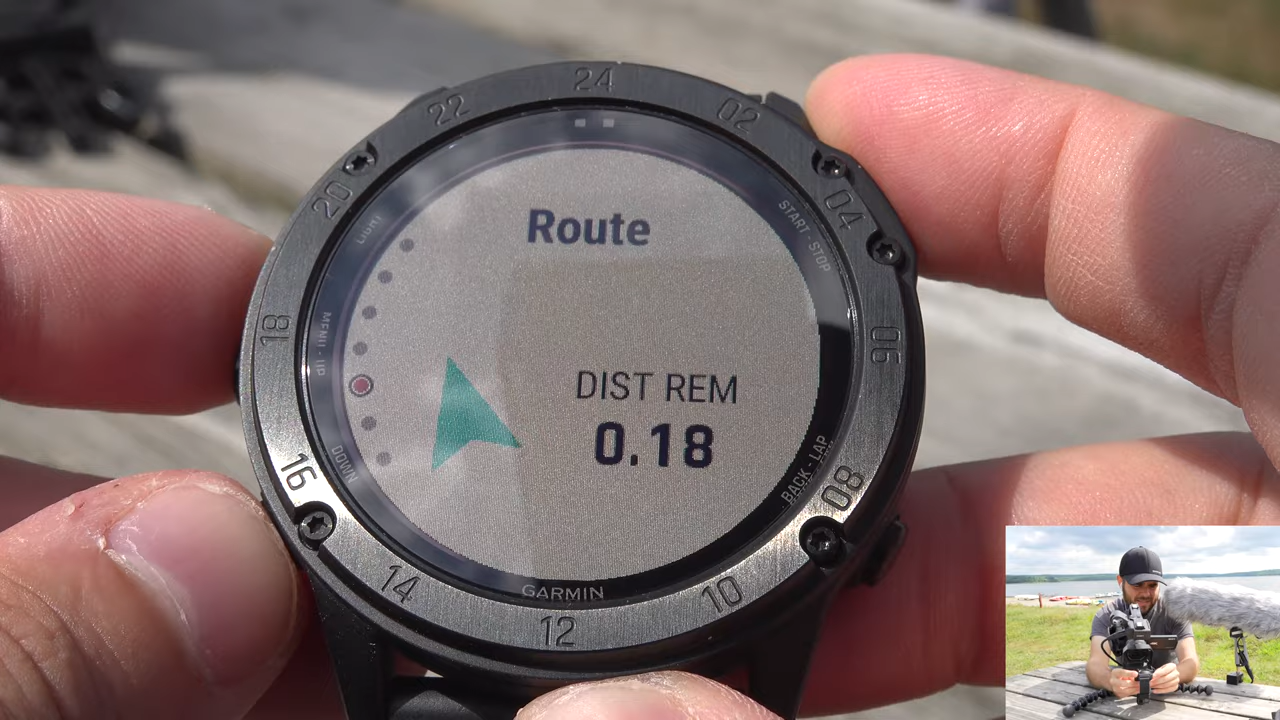 24
22
02
20
04
LIGHT
START · STOP
Route
18
MENU · UP
06
DIST REM
0.18
16
DOWN
BACK · LAP
08
14
GARMIN
10
12